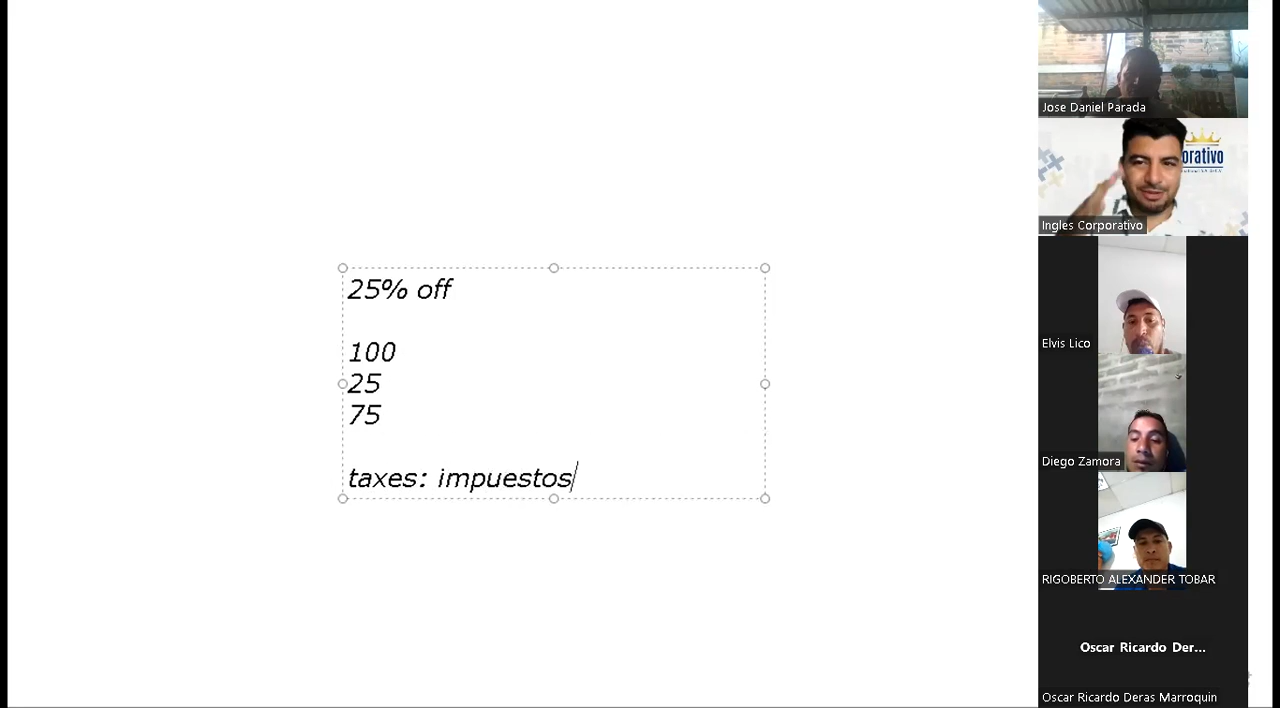 25% off
100
25
75
taxes: impuestos
Jose Daniel Parada
orativo
Ingles Corporativo
Elvis Lico
Diego Zamora
RIGOBERTO ALEXANDER TOBAR
Oscar Ricardo Der...
Oscar Ricardo Deras Marroquin